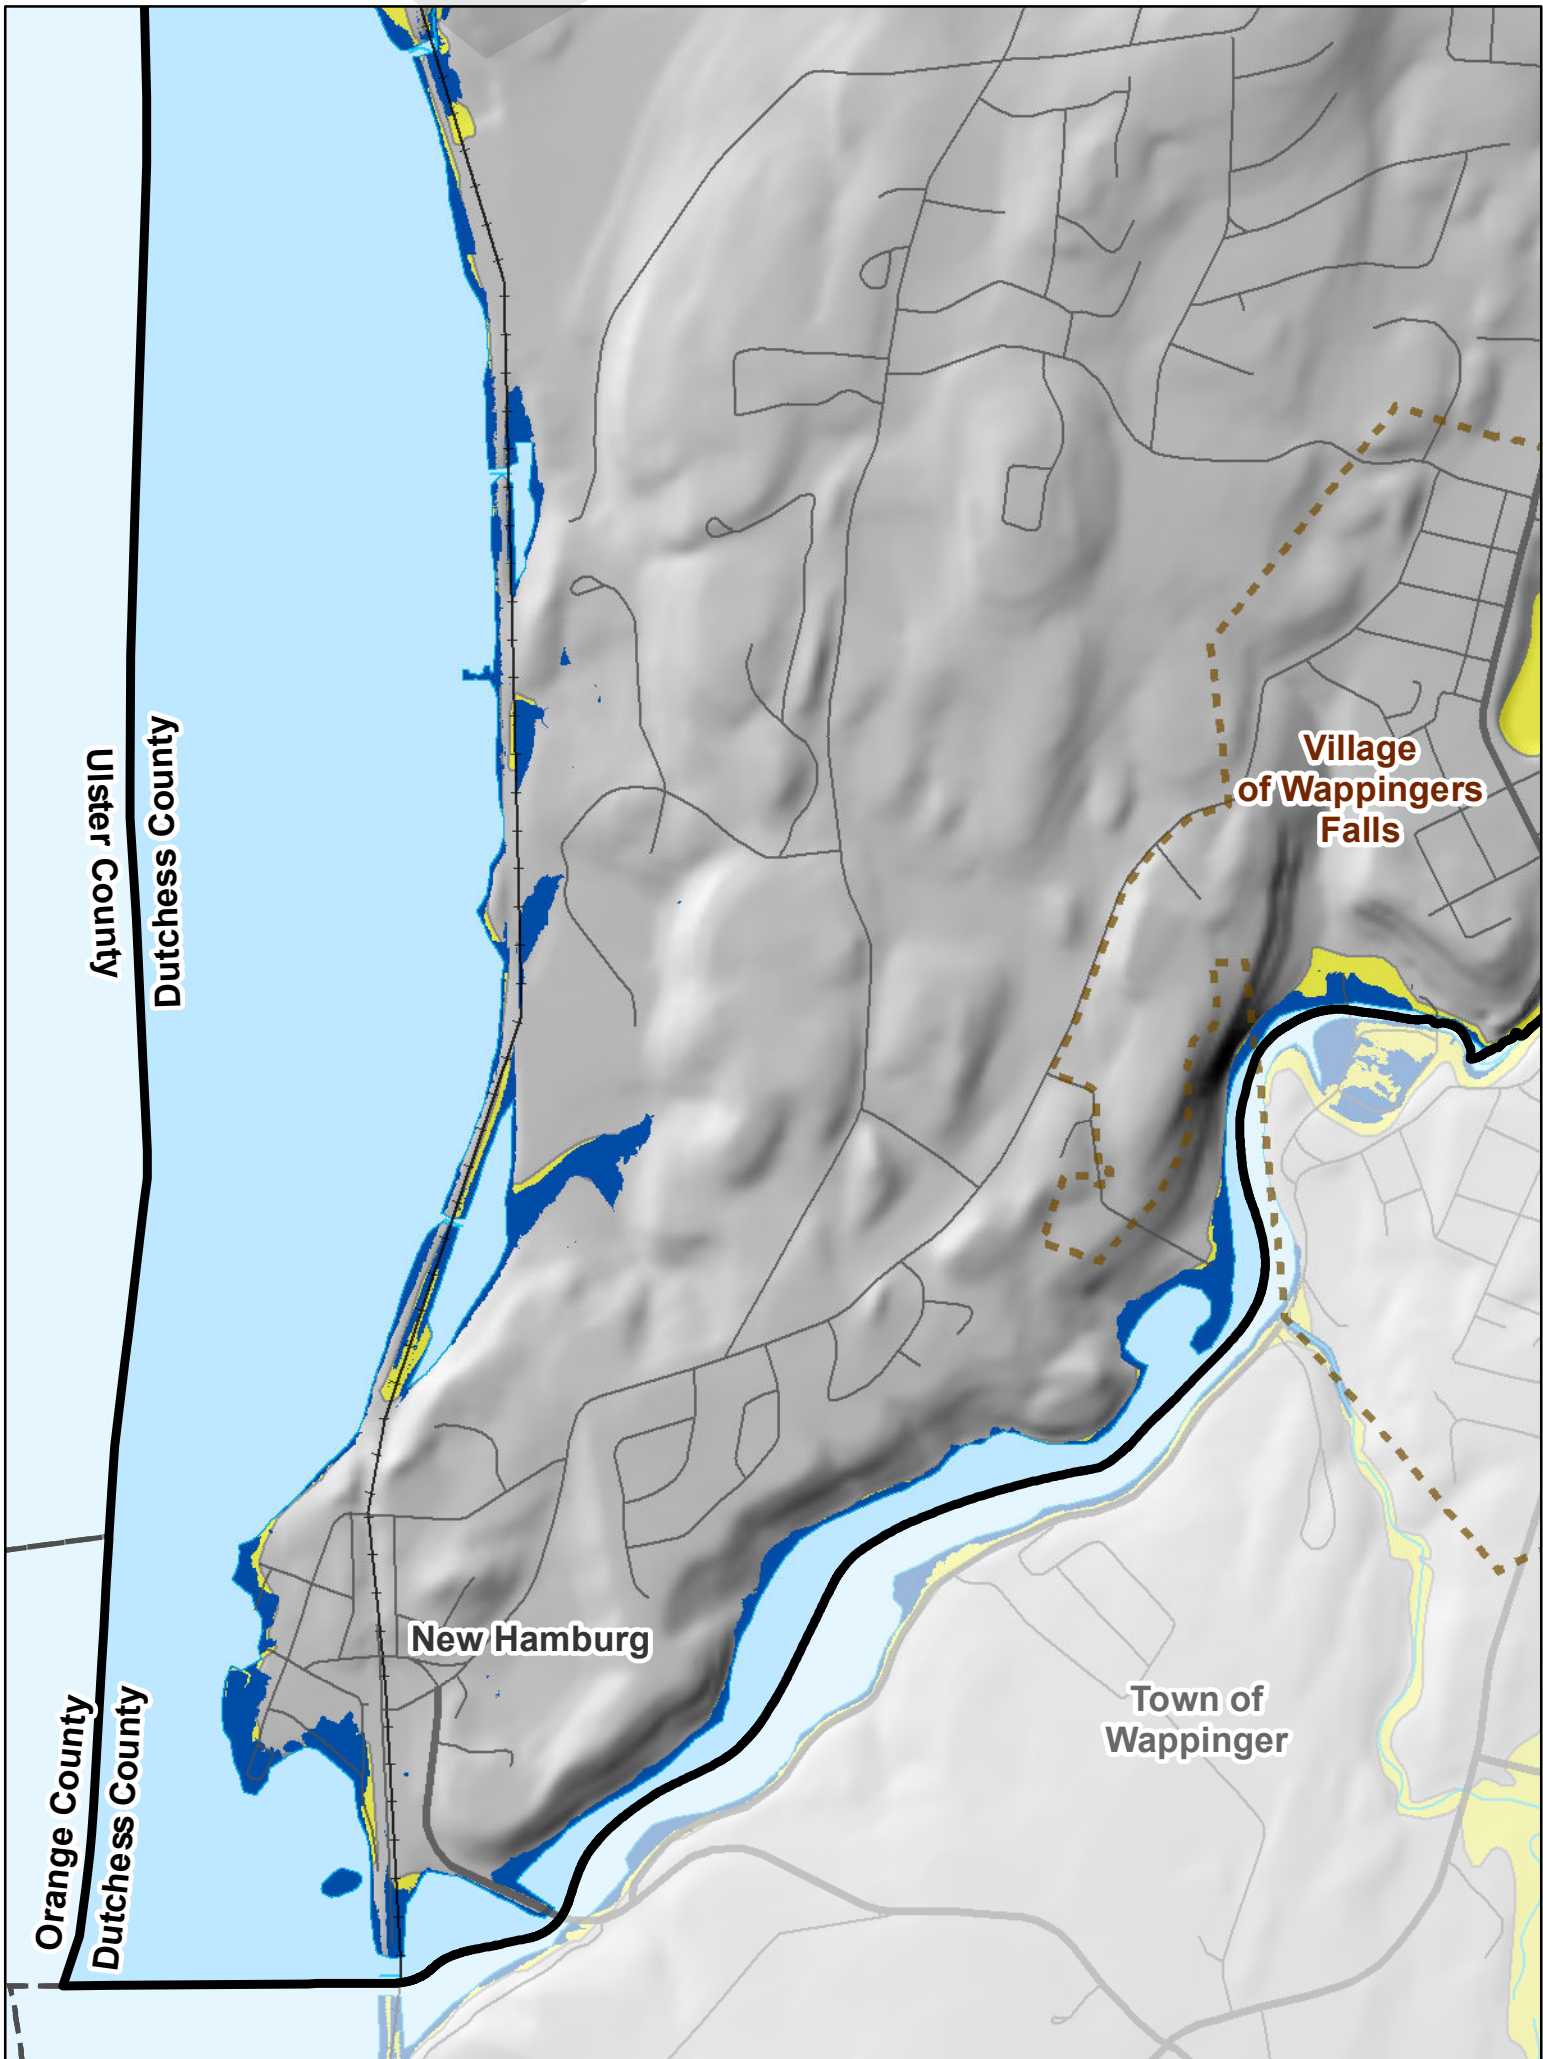 Village
of Wappingers
Falls
Ulster County
Dutchess County
New Hamburg
Town of
Wappinger
Orange County
Dutchess County